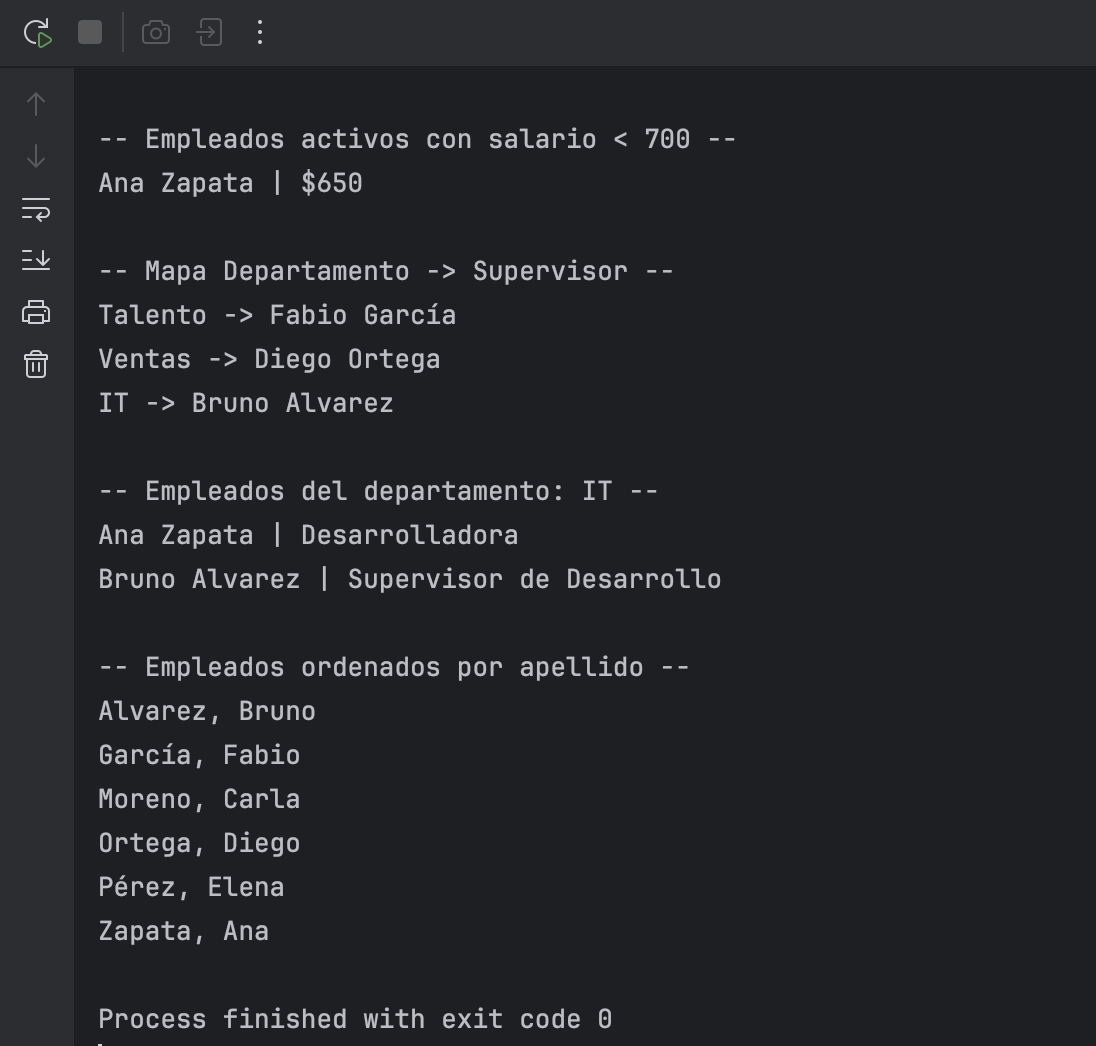 -- Empleados activos con salario < 700 --
Ana Zapata | $650
-- Mapa Departamento -> Supervisor --
Talento -> Fabio García
Ventas -> Diego Ortega
IT -> Bruno Alvarez
-- Empleados del departamento: IT --
Ana Zapata | Desarrolladora
Bruno Alvarez | Supervisor de Desarrollo
-- Empleados ordenados por apellido --
Alvarez, Bruno
García, Fabio
Moreno, Carla
Ortega, Diego
Pérez, Elena
Zapata, Ana
Process finished with exit code 0